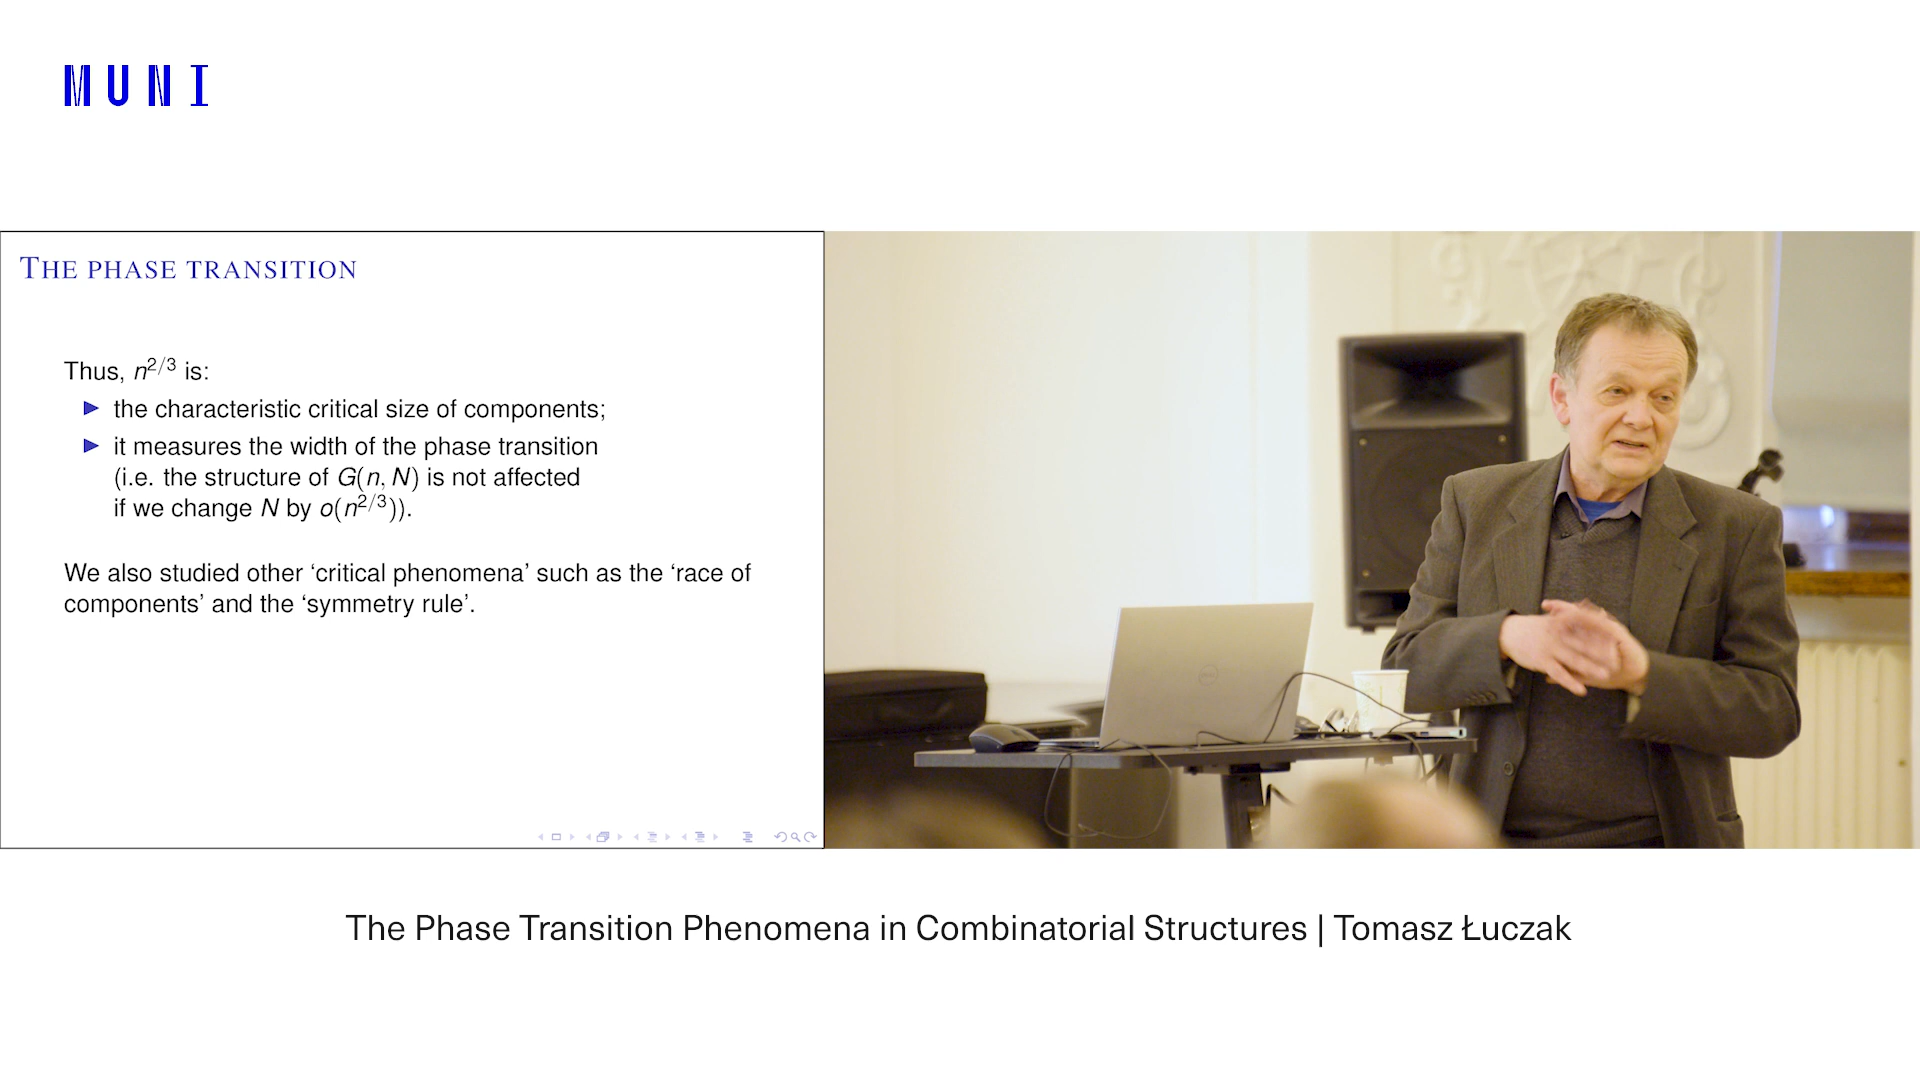 MUNI
THE PHASE TRANSITION
Thus, n^{2/3} is:
▶ the characteristic critical size of components;
▶ it measures the width of the phase transition
(i.e. the structure of G(n, N) is not affected
if we change N by o(n^{2/3})).
We also studied other ‘critical phenomena’ such as the ‘race of
components’ and the ‘symmetry rule’.
The Phase Transition Phenomena in Combinatorial Structures | Tomasz Łuczak